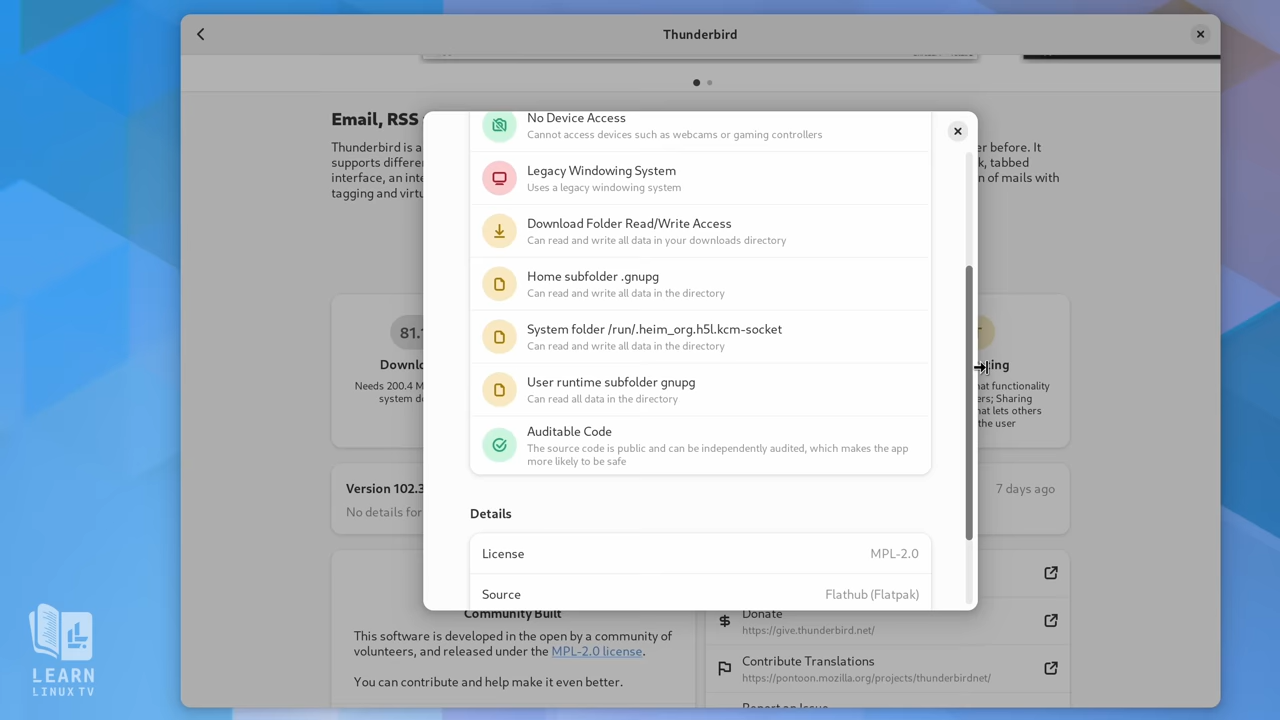 Thunderbird
Email, RSS
Thunderbird is a
supports differe
interface, an inte
tagging and virtu
er before. It
k, tabbed
n of mails with
No Device Access
Cannot access devices such as webcams or gaming controllers
Legacy Windowing System
Uses a legacy windowing system
Download Folder Read/Write Access
Can read and write all data in your downloads directory
Home subfolder .gnupg
Can read and write all data in the directory
System folder /run/.heim_org.h5l.kcm-socket
Can read and write all data in the directory
User runtime subfolder gnupg
Can read all data in the directory
Auditable Code
The source code is public and can be independently audited, which makes the app
more likely to be safe
Details
License MPL-2.0
Source Flathub (Flatpak)
81.
Downlo
Needs 200.4 M
system d
ing
at functionality
ers; Sharing
hat lets others
the user
Version 102.3
No details for
7 days ago
Community Built
This software is developed in the open by a community of
volunteers, and released under the MPL-2.0 license.
You can contribute and help make it even better.
Donate
https://give.thunderbird.net/
Contribute Translations
https://pontoon.mozilla.org/projects/thunderbirdnet/
Report an Issue
LEARN
LINUX TV